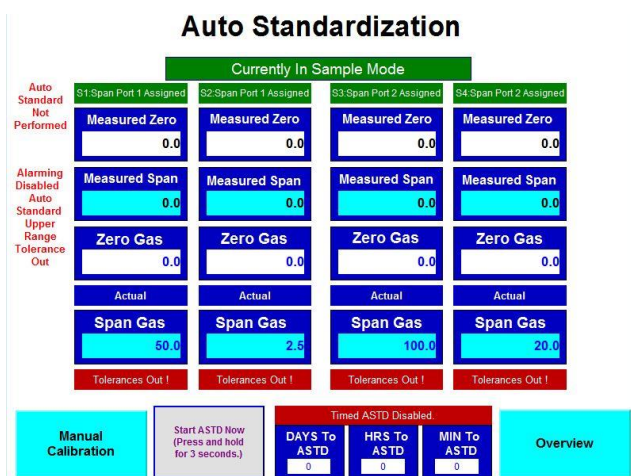 Auto Standardization
Currently In Sample Mode
Auto
Standard
Not
Performed
S1:Span Port 1 Assigned
S2:Span Port 1 Assigned
S3:Span Port 2 Assigned
S4:Span Port 2 Assigned
Measured Zero
Measured Zero
Measured Zero
Measured Zero
0.0
0.0
0.0
0.0
Alarming
Disabled
Auto
Standard
Upper
Range
Tolerance
Out
Measured Span
Measured Span
Measured Span
Measured Span
0.0
0.0
0.0
0.0
Zero Gas
Zero Gas
Zero Gas
Zero Gas
0.0
0.0
0.0
0.0
Actual
Actual
Actual
Actual
Span Gas
Span Gas
Span Gas
Span Gas
50.0
2.5
100.0
20.0
Tolerances Out !
Tolerances Out !
Tolerances Out !
Tolerances Out !
Manual
Calibration
Start ASTD Now
(Press and hold
for 3 seconds.)
Timed ASTD Disabled.
DAYS To
ASTD
0
HRS To
ASTD
0
MIN To
ASTD
0
Overview